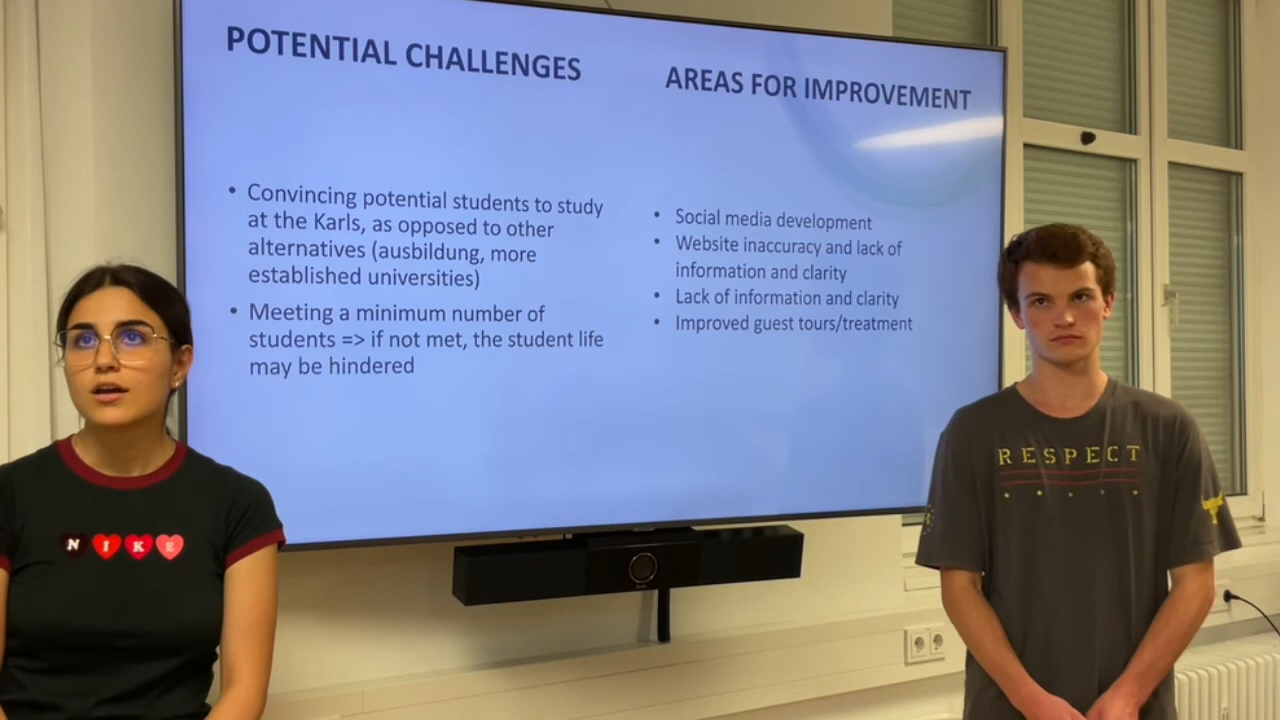 POTENTIAL CHALLENGES
• Convincing potential students to study
at the Karls, as opposed to other
alternatives (ausbildung, more
established universities)
• Meeting a minimum number of
students => if not met, the student life
may be hindered
AREAS FOR IMPROVEMENT
• Social media development
• Website inaccuracy and lack of
information and clarity
• Lack of information and clarity
• Improved guest tours/treatment
NIKE
RESPECT